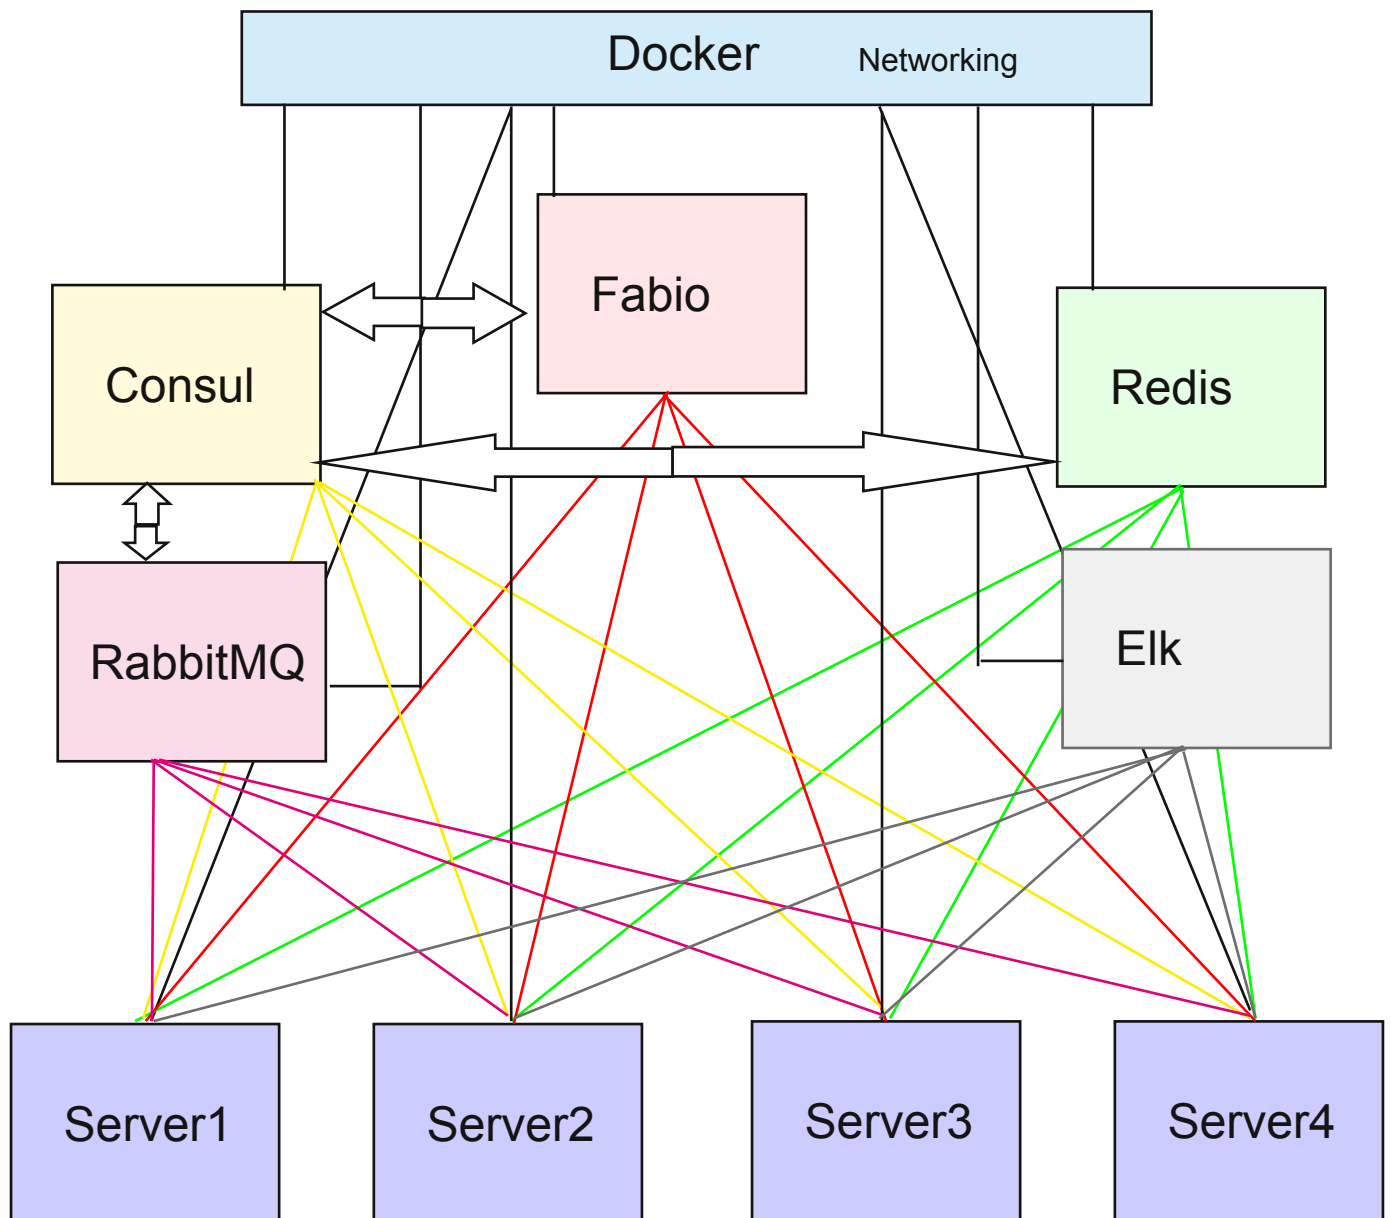 Docker Networking
Fabio
Consul
Redis
RabbitMQ
Elk
Server1
Server2
Server3
Server4